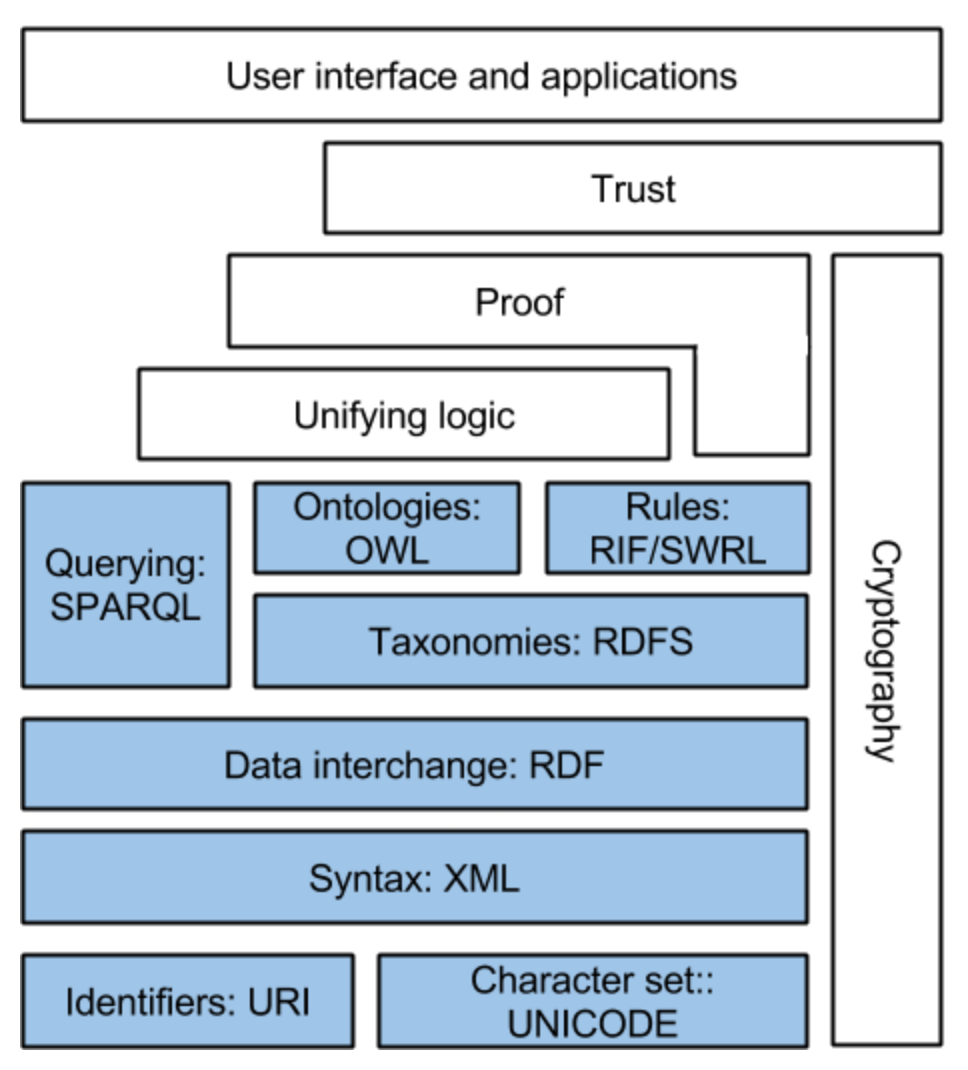 User interface and applications
Trust
Proof
Unifying logic
Querying:
SPARQL
Ontologies:
OWL
Rules:
RIF/SWRL
Taxonomies: RDFS
Data interchange: RDF
Syntax: XML
Identifiers: URI
Character set::
UNICODE
Cryptography